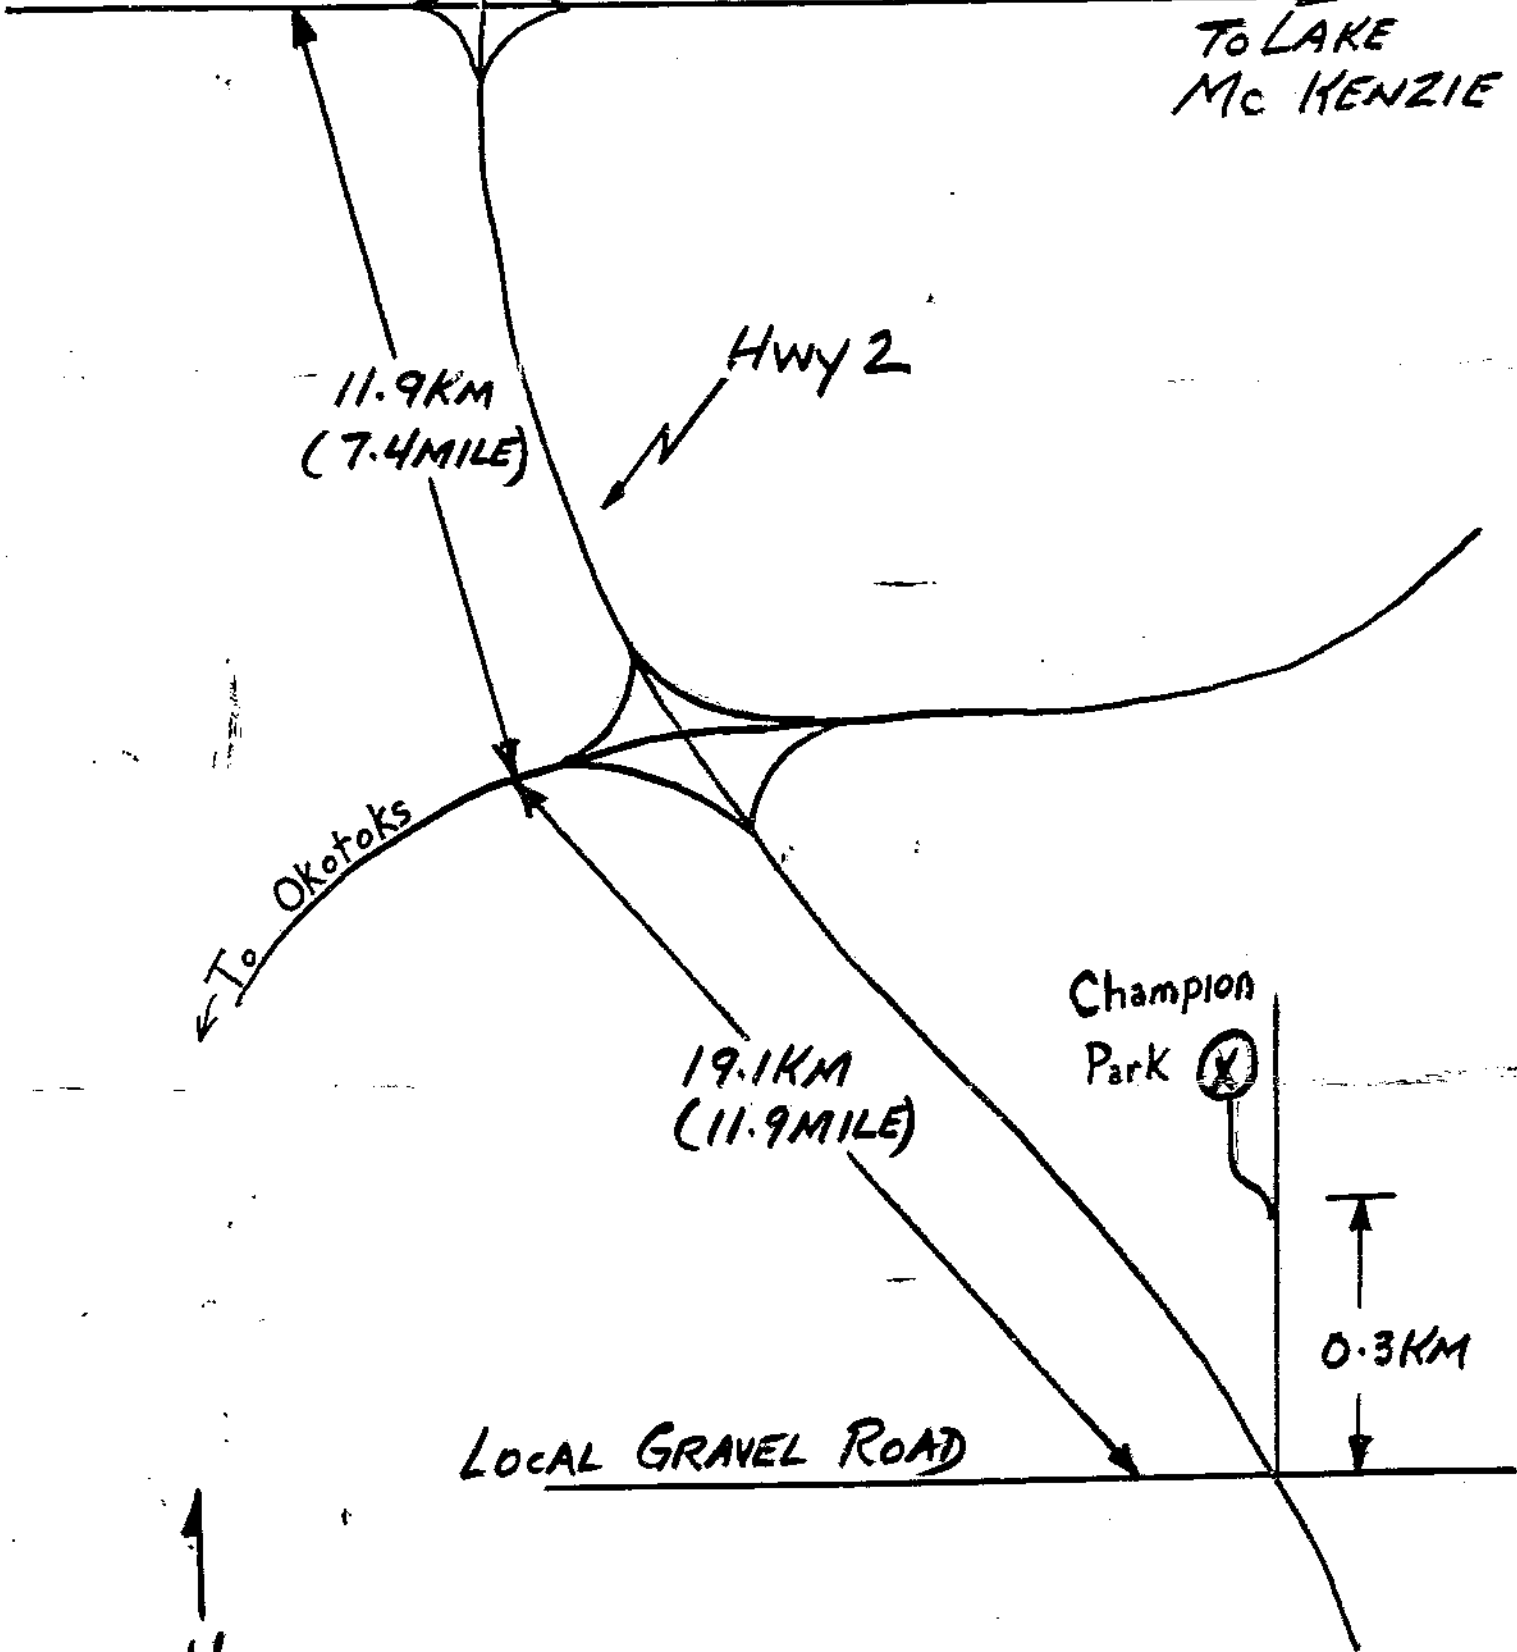 To LAKE
Mc KENZIE
Hwy 2
11.9KM
(7.4MILE)
To Okotoks
Champion
Park X
19.1KM
(11.9MILE)
0.3KM
LOCAL GRAVEL ROAD